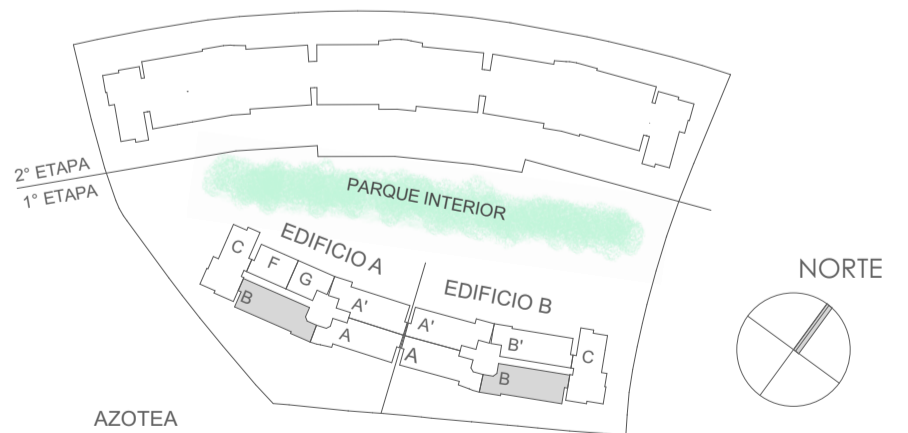 2° ETAPA
1° ETAPA
PARQUE INTERIOR
EDIFICIO A
C
F
G
A'
B
A
EDIFICIO B
A'
B'
C
A
B
NORTE
AZOTEA